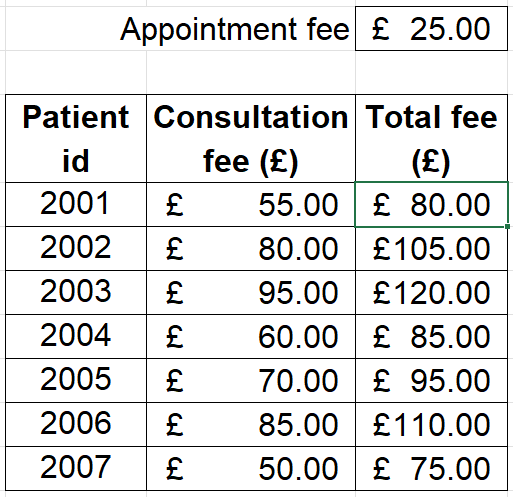 Appointment fee £ 25.00
Patient Consultation Total fee
id fee (£) (£)
2001 £ 55.00 £ 80.00
2002 £ 80.00 £105.00
2003 £ 95.00 £120.00
2004 £ 60.00 £ 85.00
2005 £ 70.00 £ 95.00
2006 £ 85.00 £110.00
2007 £ 50.00 £ 75.00